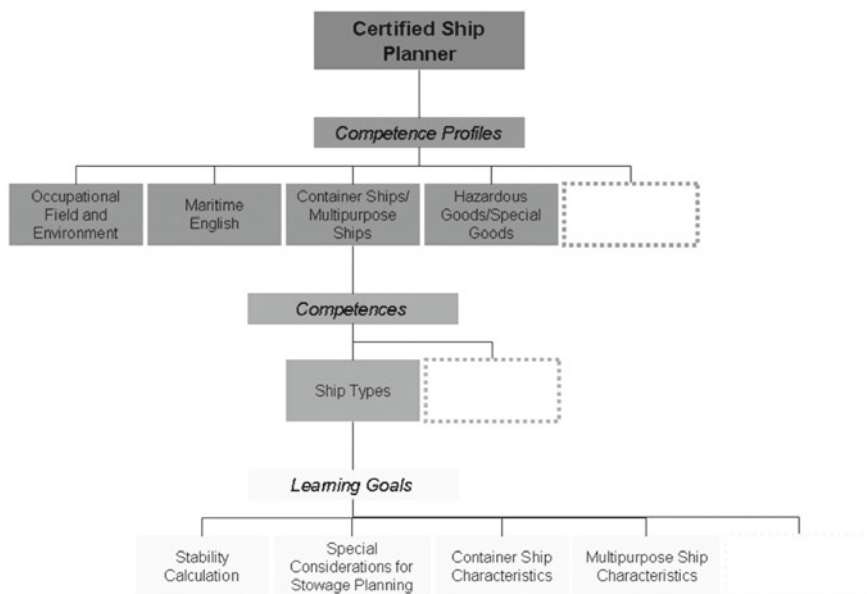 Certified Ship
Planner
Competence Profiles
Occupational
Field and
Environment
Maritime
English
Container Ships/
Multipurpose
Ships
Hazardous
Goods/Special
Goods
Competences
Ship Types
Learning Goals
Stability
Calculation
Special
Considerations for
Stowage Planning
Container Ship
Characteristics
Multipurpose Ship
Characteristics